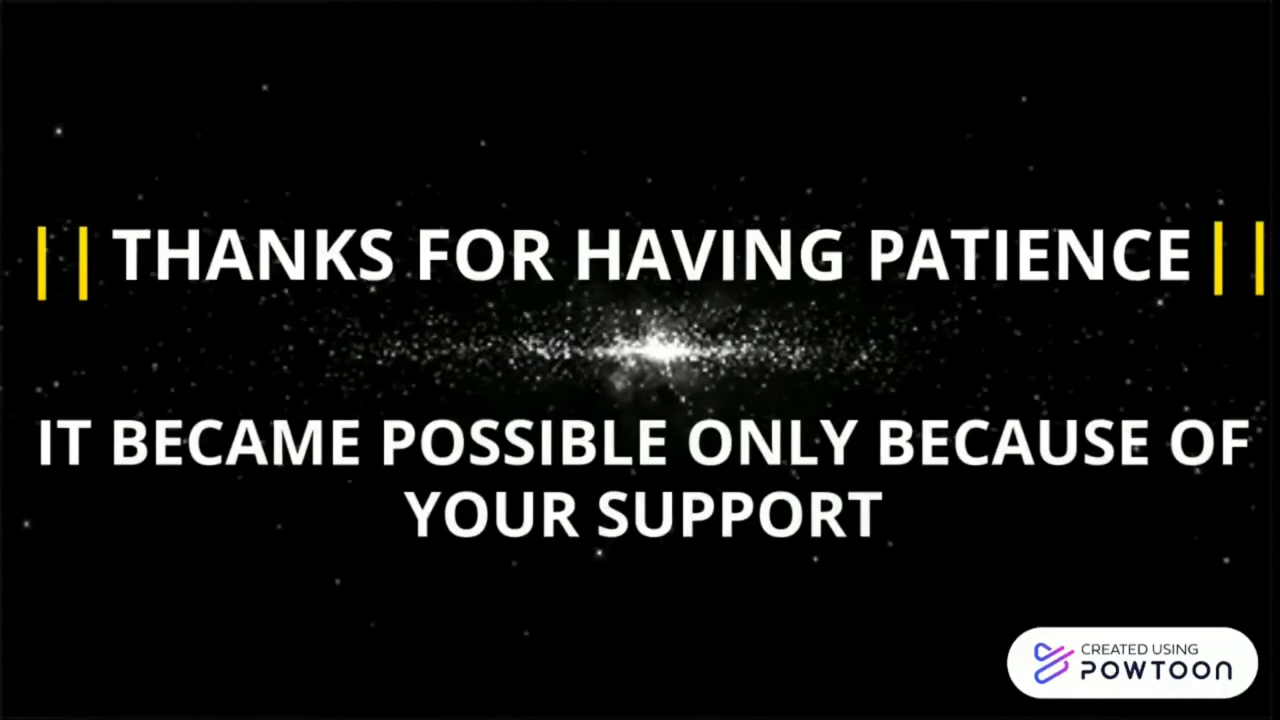 || THANKS FOR HAVING PATIENCE ||
IT BECAME POSSIBLE ONLY BECAUSE OF
YOUR SUPPORT
CREATED USING
POWTOON